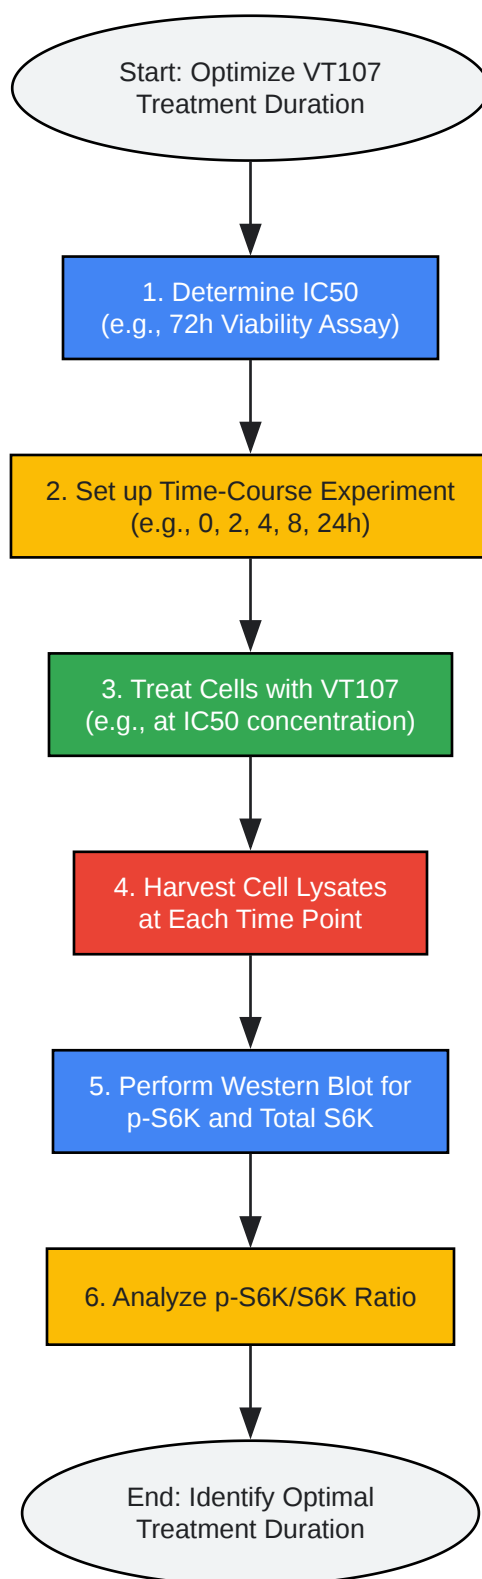 Start: Optimize VT107
Treatment Duration
1. Determine IC50
(e.g., 72h Viability Assay)
2. Set up Time-Course Experiment
(e.g., 0, 2, 4, 8, 24h)
3. Treat Cells with VT107
(e.g., at IC50 concentration)
4. Harvest Cell Lysates
at Each Time Point
5. Perform Western Blot for
p-S6K and Total S6K
6. Analyze p-S6K/S6K Ratio
End: Identify Optimal
Treatment Duration